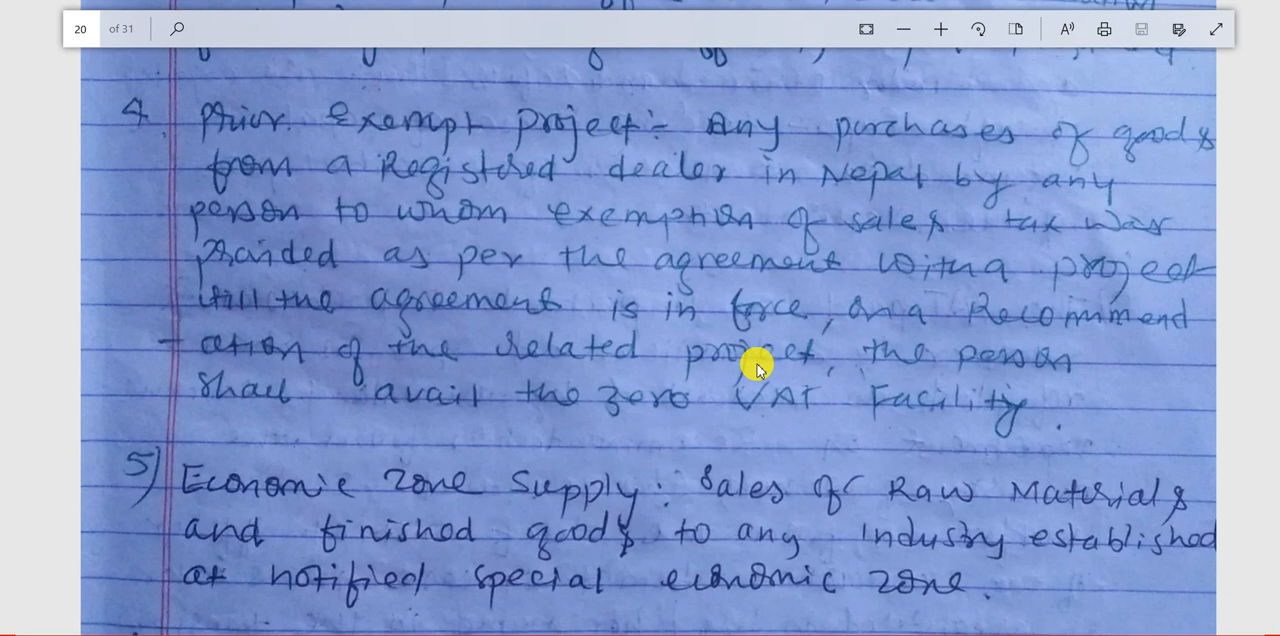 20 of 31
4. Prior Exempt Project:- Any purchases of goods
from a Registered dealer in Nepal by any
person to whom exemption of sales tax was
provided as per the agreement with a project
till the agreement is in force, on a Recommend
-ation of the related project, the person
shall avail the zero VAT Facility.
5) Economic Zone Supply: Sales of Raw Materials
and finished goods to any Industry established
at notified special economic zone.